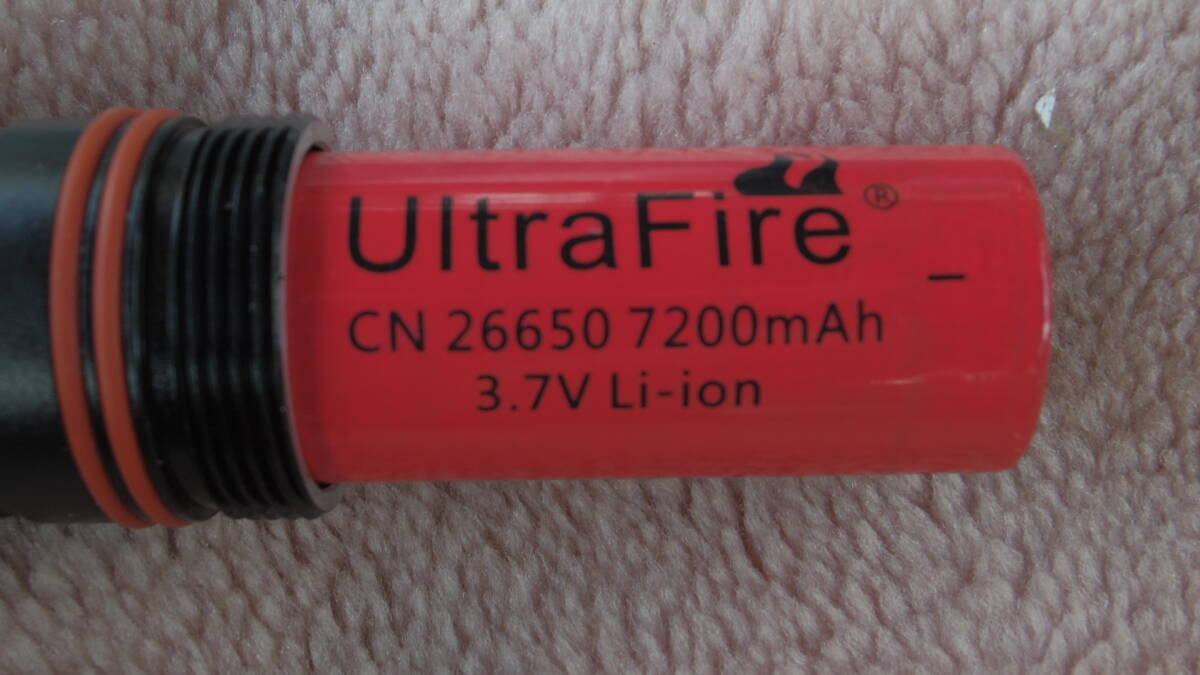 UltraFire®
CN 26650 7200mAh
3.7V Li-ion
–